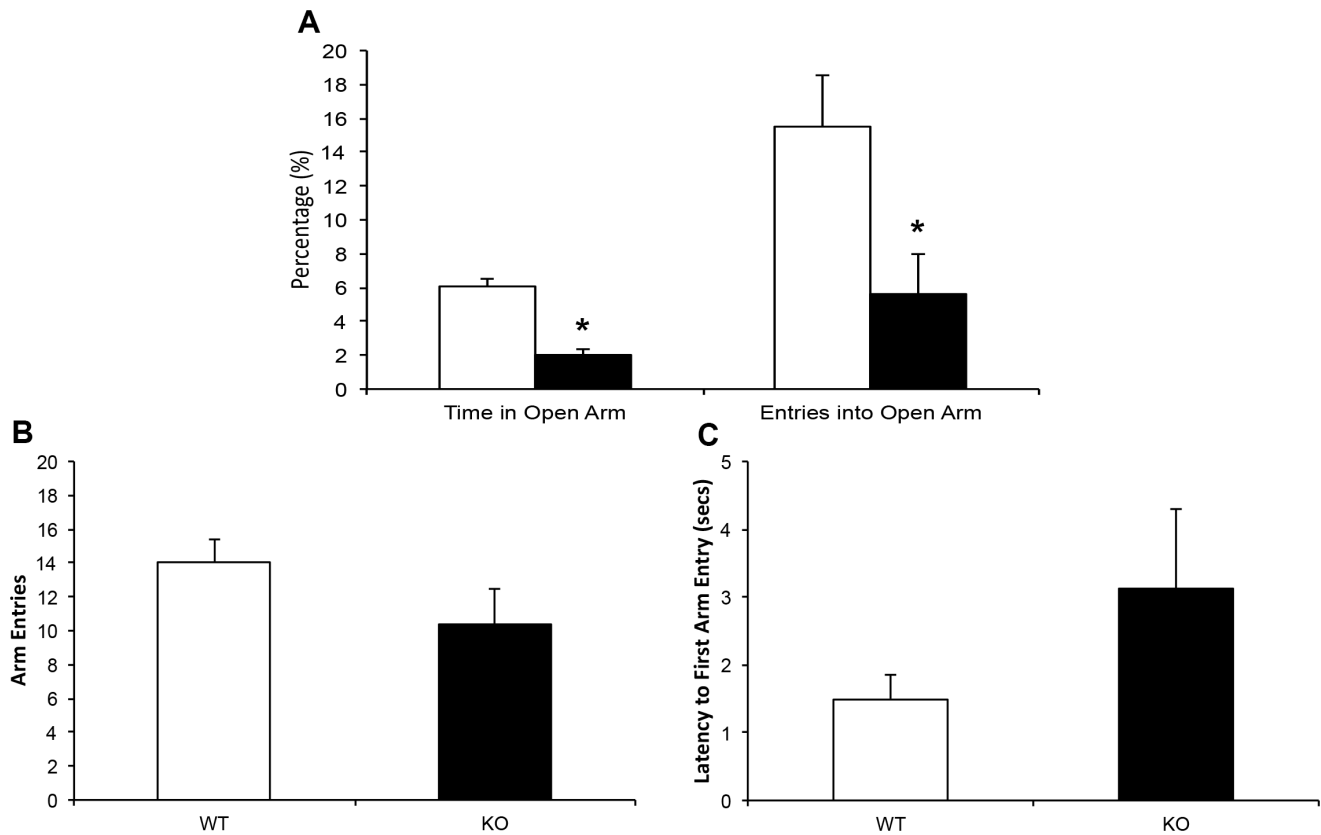 A
Percentage (%)
20
18
16
14
12
10
8
6
4
2
0
*
*
Time in Open Arm
Entries into Open Arm
B
Arm Entries
20
18
16
14
12
10
8
6
4
2
0
WT
KO
C
Latency to First Arm Entry (secs)
5
4
3
2
1
0
WT
KO